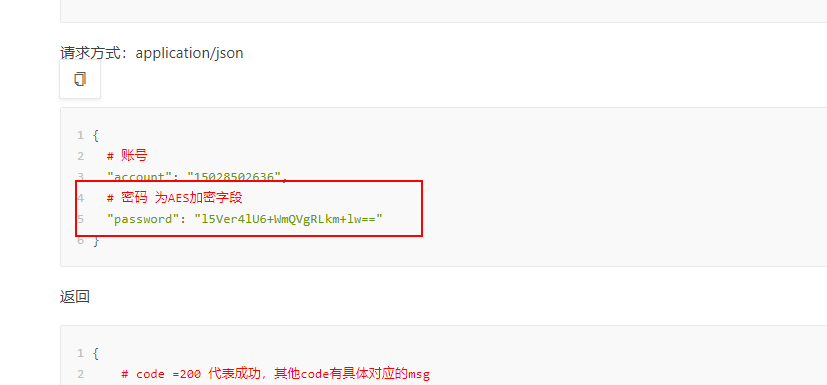 请求方式：application/json
1 {
2 # 账号
3 "account": "15028502636",
4 # 密码 为AES加密字段
5 "password": "l5Ver4lU6+WmQVgRLkm+lw=="
6 }
返回
1 {
2 # code =200 代表成功，其他code有具体对应的msg